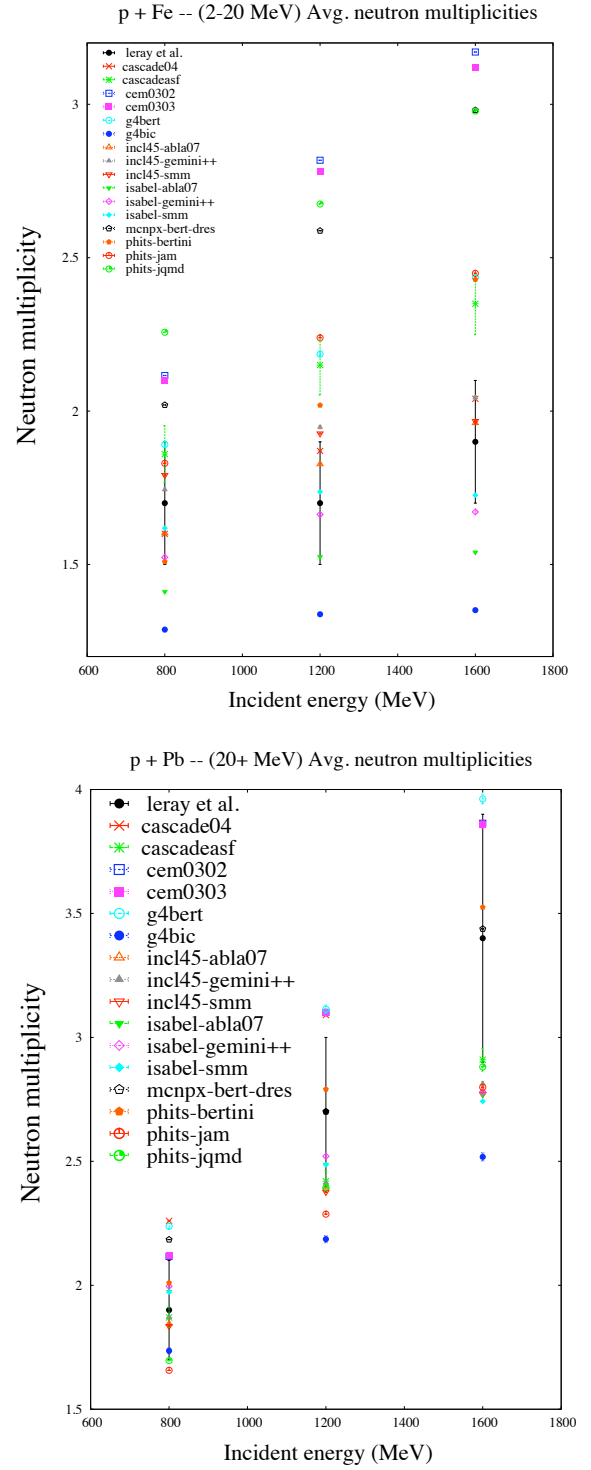 p + Fe -- (2-20 MeV) Avg. neutron multiplicities
leray et al.
cascade04
cascadeasf
cem0302
cem0303
g4bert
g4bic
incl45-abla07
incl45-gemini++
incl45-smm
isabel-abla07
isabel-gemini++
isabel-smm
mcnpx-bert-dres
phits-bertini
phits-jam
phits-jqmd
Neutron multiplicity
3
2.5
2
1.5
600 800 1000 1200 1400 1600 1800
Incident energy (MeV)
p + Pb -- (20+ MeV) Avg. neutron multiplicities
leray et al.
cascade04
cascadeasf
cem0302
cem0303
g4bert
g4bic
incl45-abla07
incl45-gemini++
incl45-smm
isabel-abla07
isabel-gemini++
isabel-smm
mcnpx-bert-dres
phits-bertini
phits-jam
phits-jqmd
Neutron multiplicity
4
3.5
3
2.5
2
1.5
600 800 1000 1200 1400 1600 1800
Incident energy (MeV)